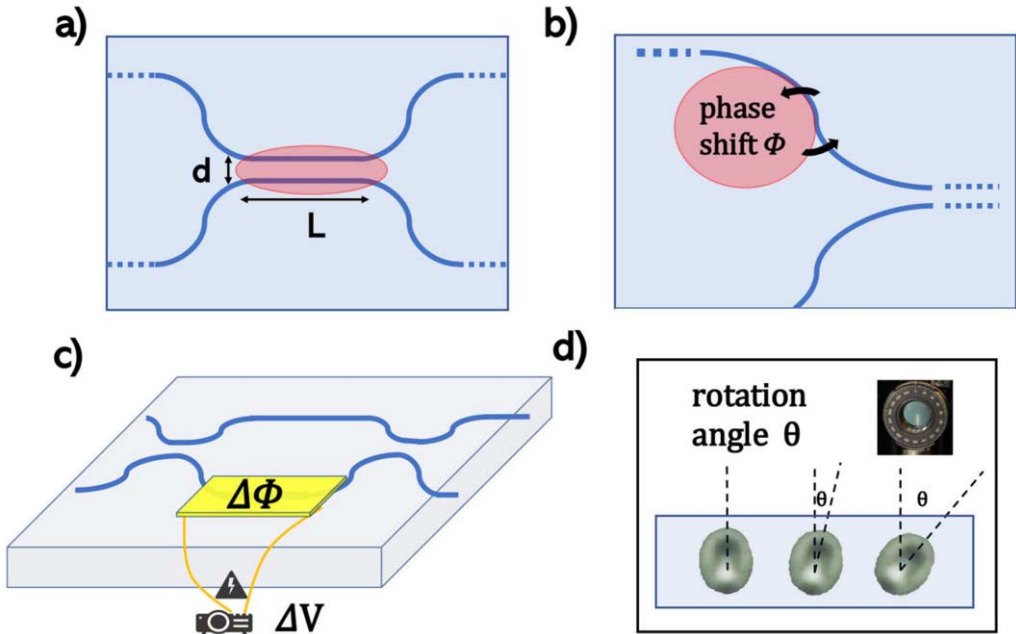 a)
d
L
b)
phase
shift Φ
c)
ΔΦ
ΔV
d)
rotation
angle θ
θ
θ